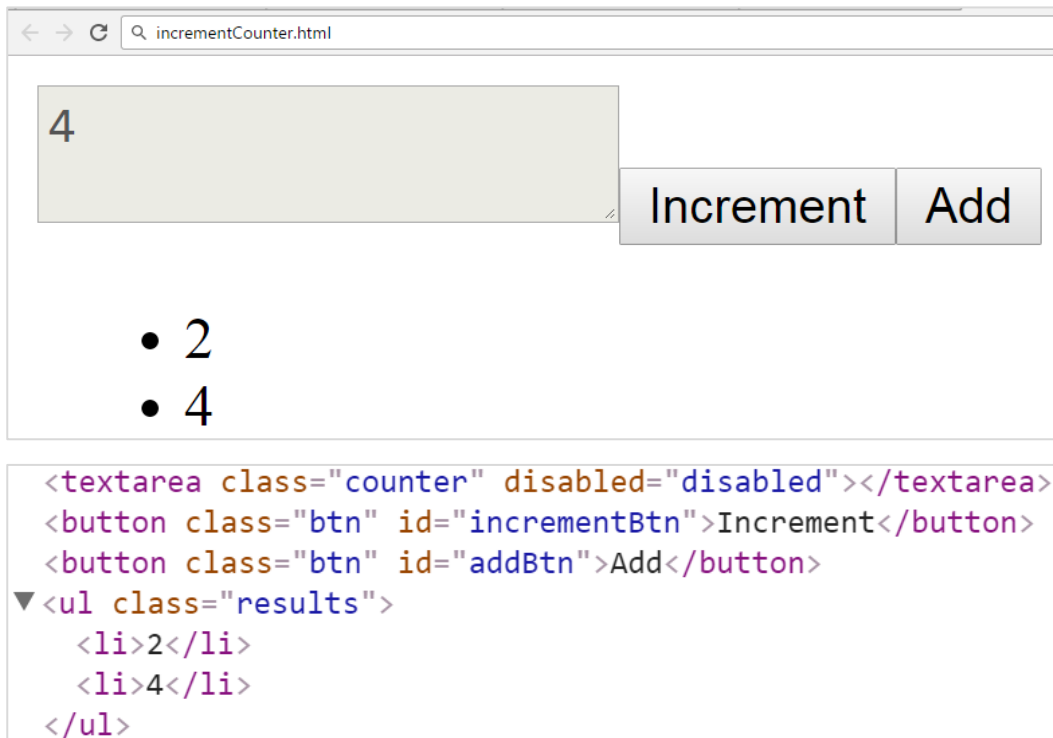 incrementCounter.html
4
Increment Add
• 2
• 4
<textarea class="counter" disabled="disabled"></textarea>
<button class="btn" id="incrementBtn">Increment</button>
<button class="btn" id="addBtn">Add</button>
▼<ul class="results">
<li>2</li>
<li>4</li>
</ul>